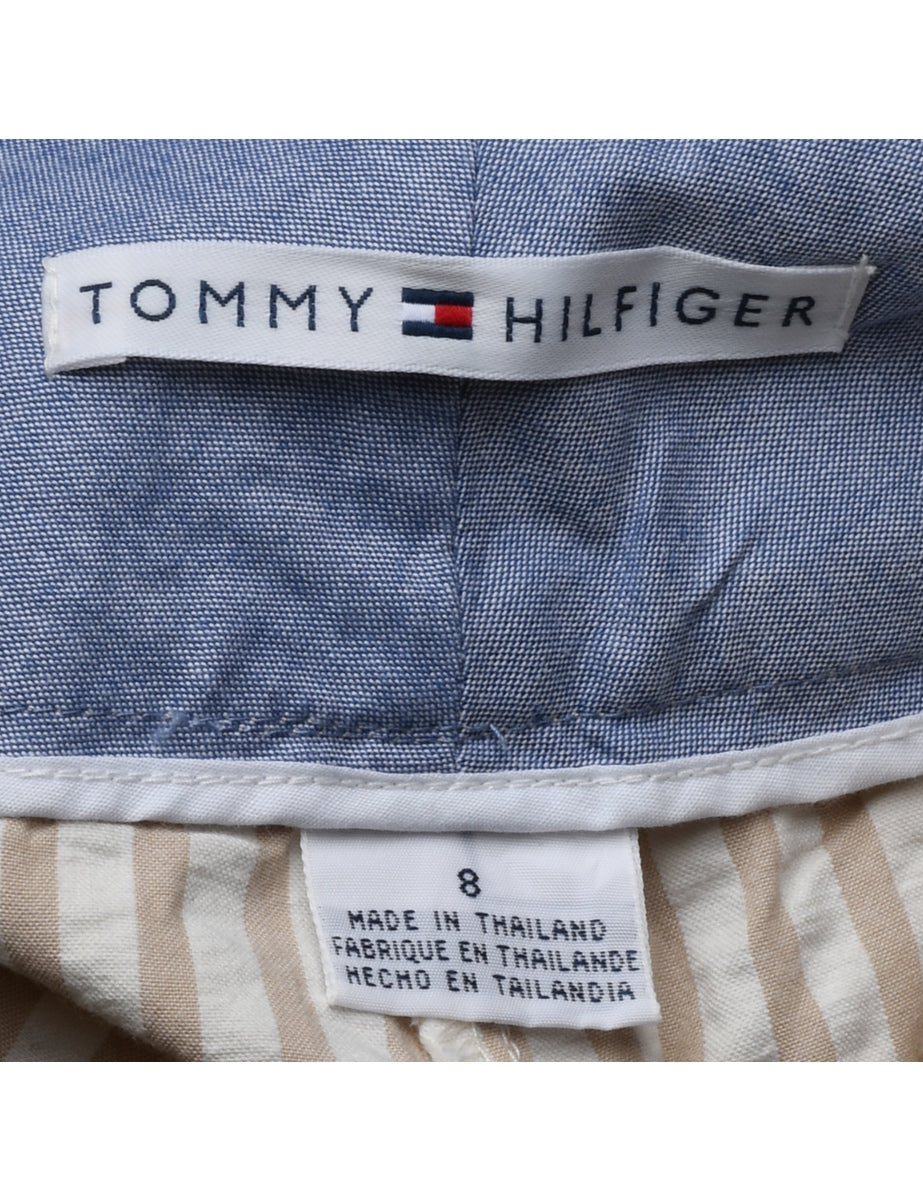 TOMMY HILFIGER
8
MADE IN THAILAND
FABRIQUE EN THAILANDE
HECHO EN TAILANDIA